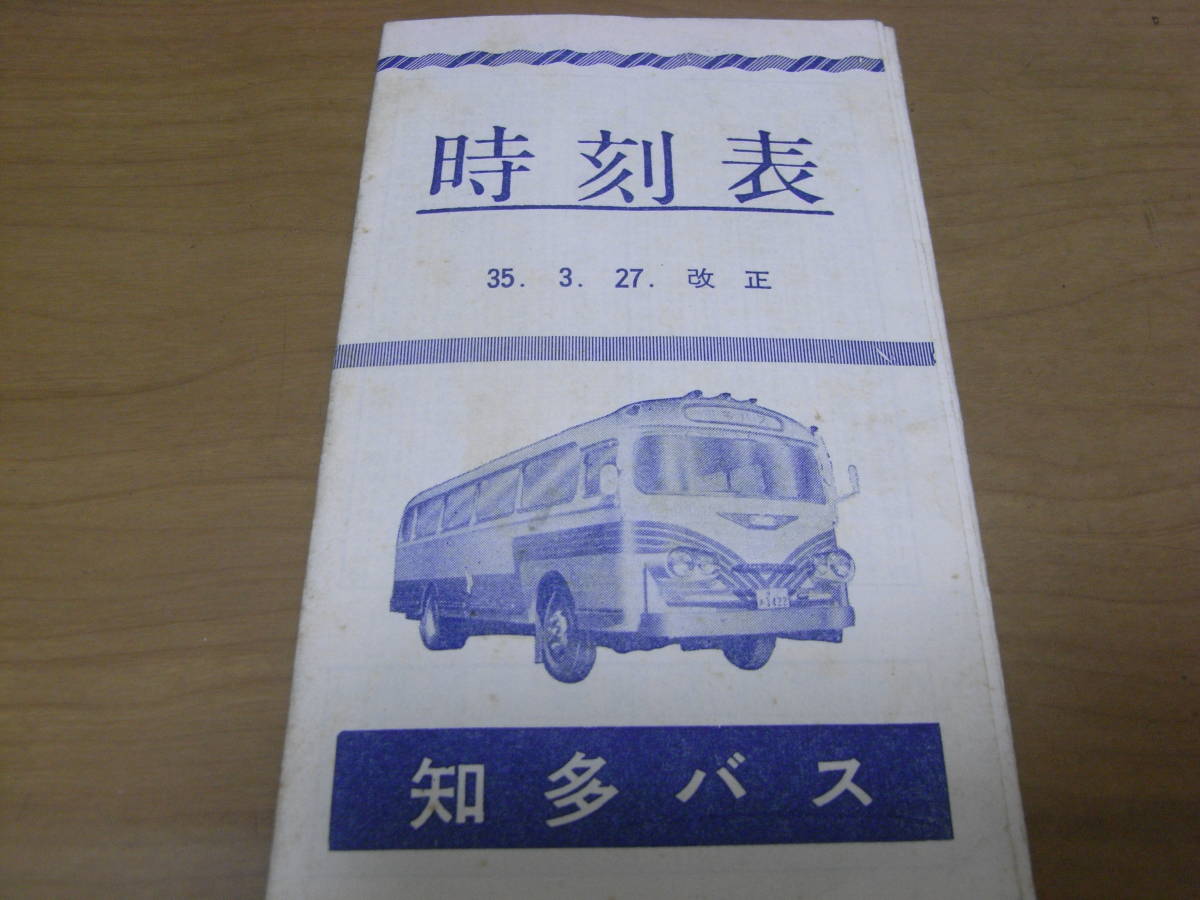 時刻表
35. 3. 27. 改正
知多バス